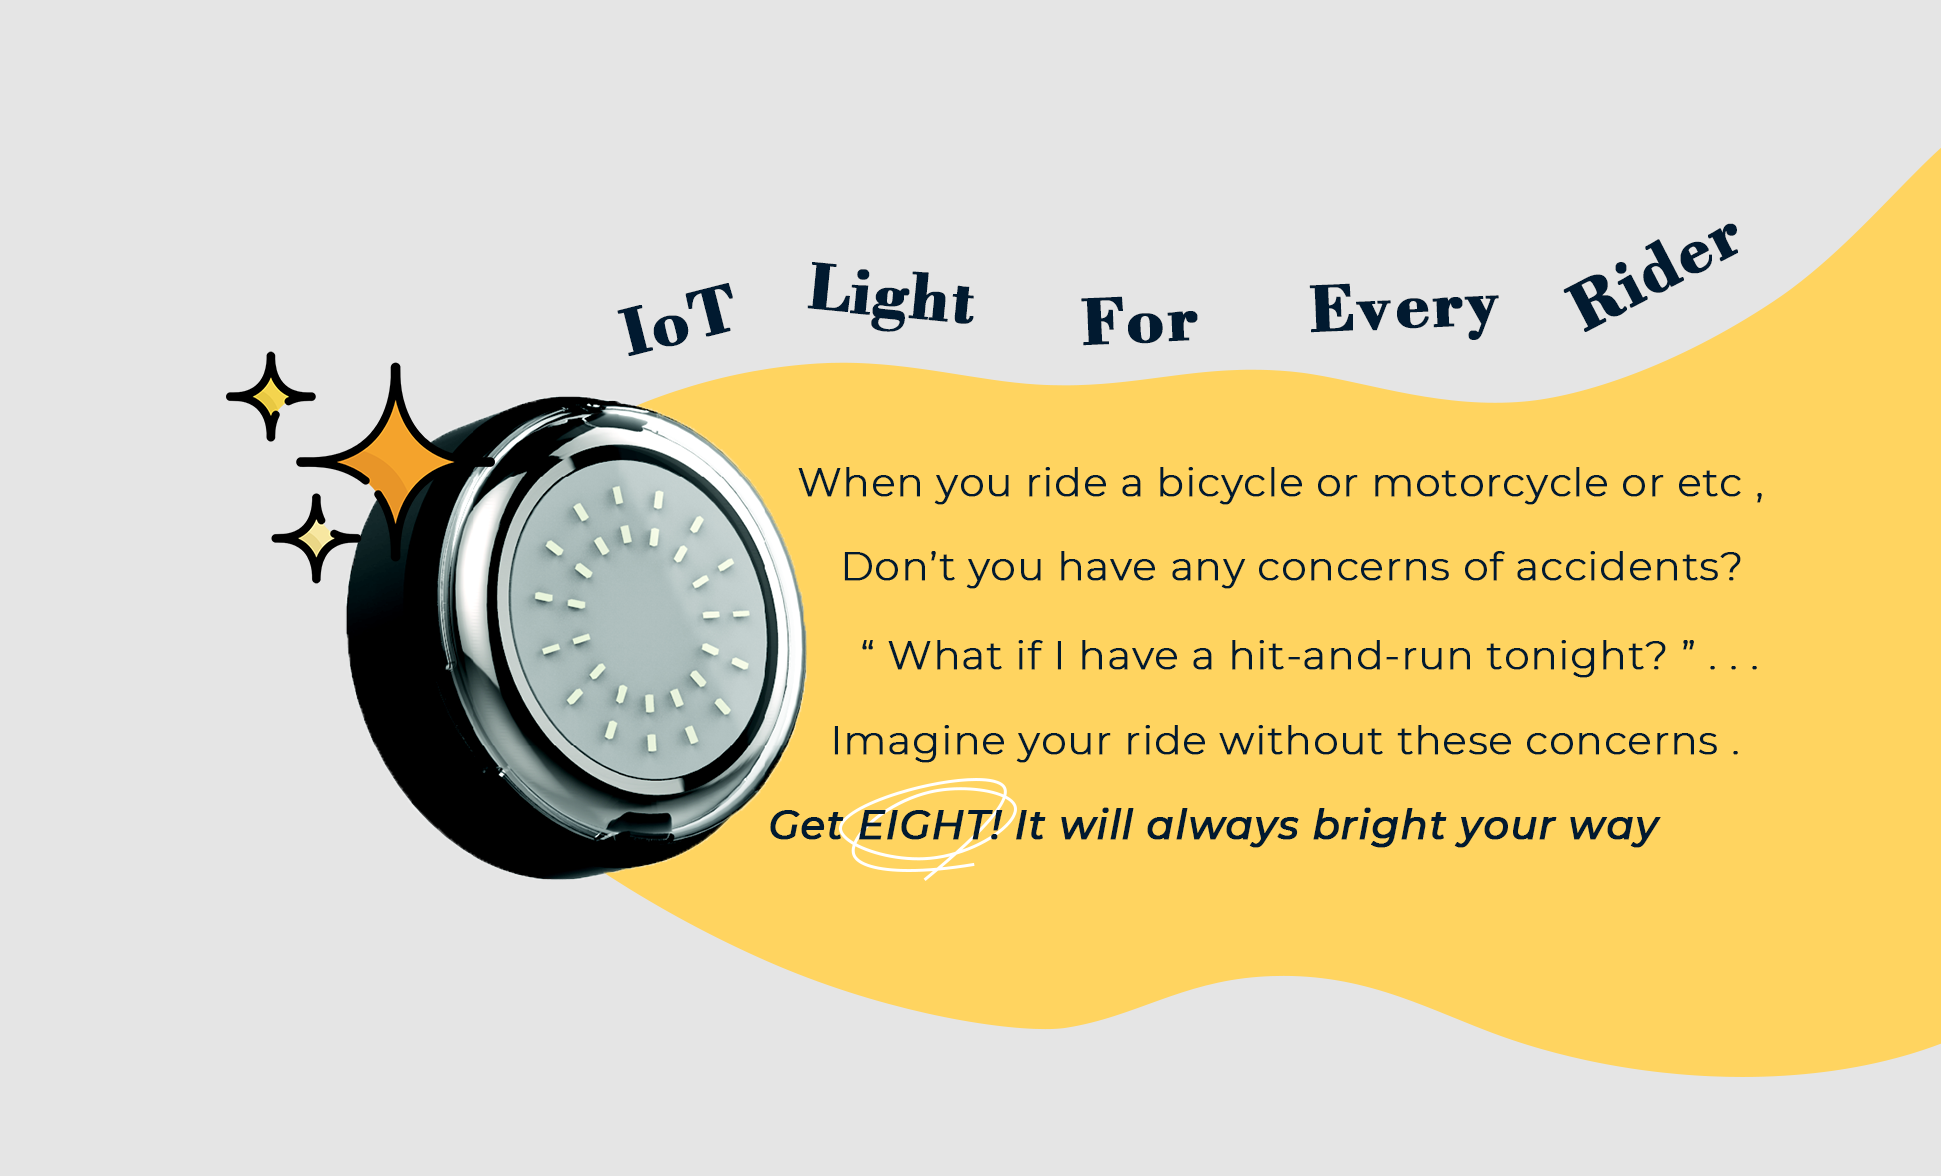 IoT Light For Every Rider
When you ride a bicycle or motorcycle or etc ,
Don’t you have any concerns of accidents?
“ What if I have a hit-and-run tonight? ” . . .
Imagine your ride without these concerns .
Get EIGHT! It will always bright your way